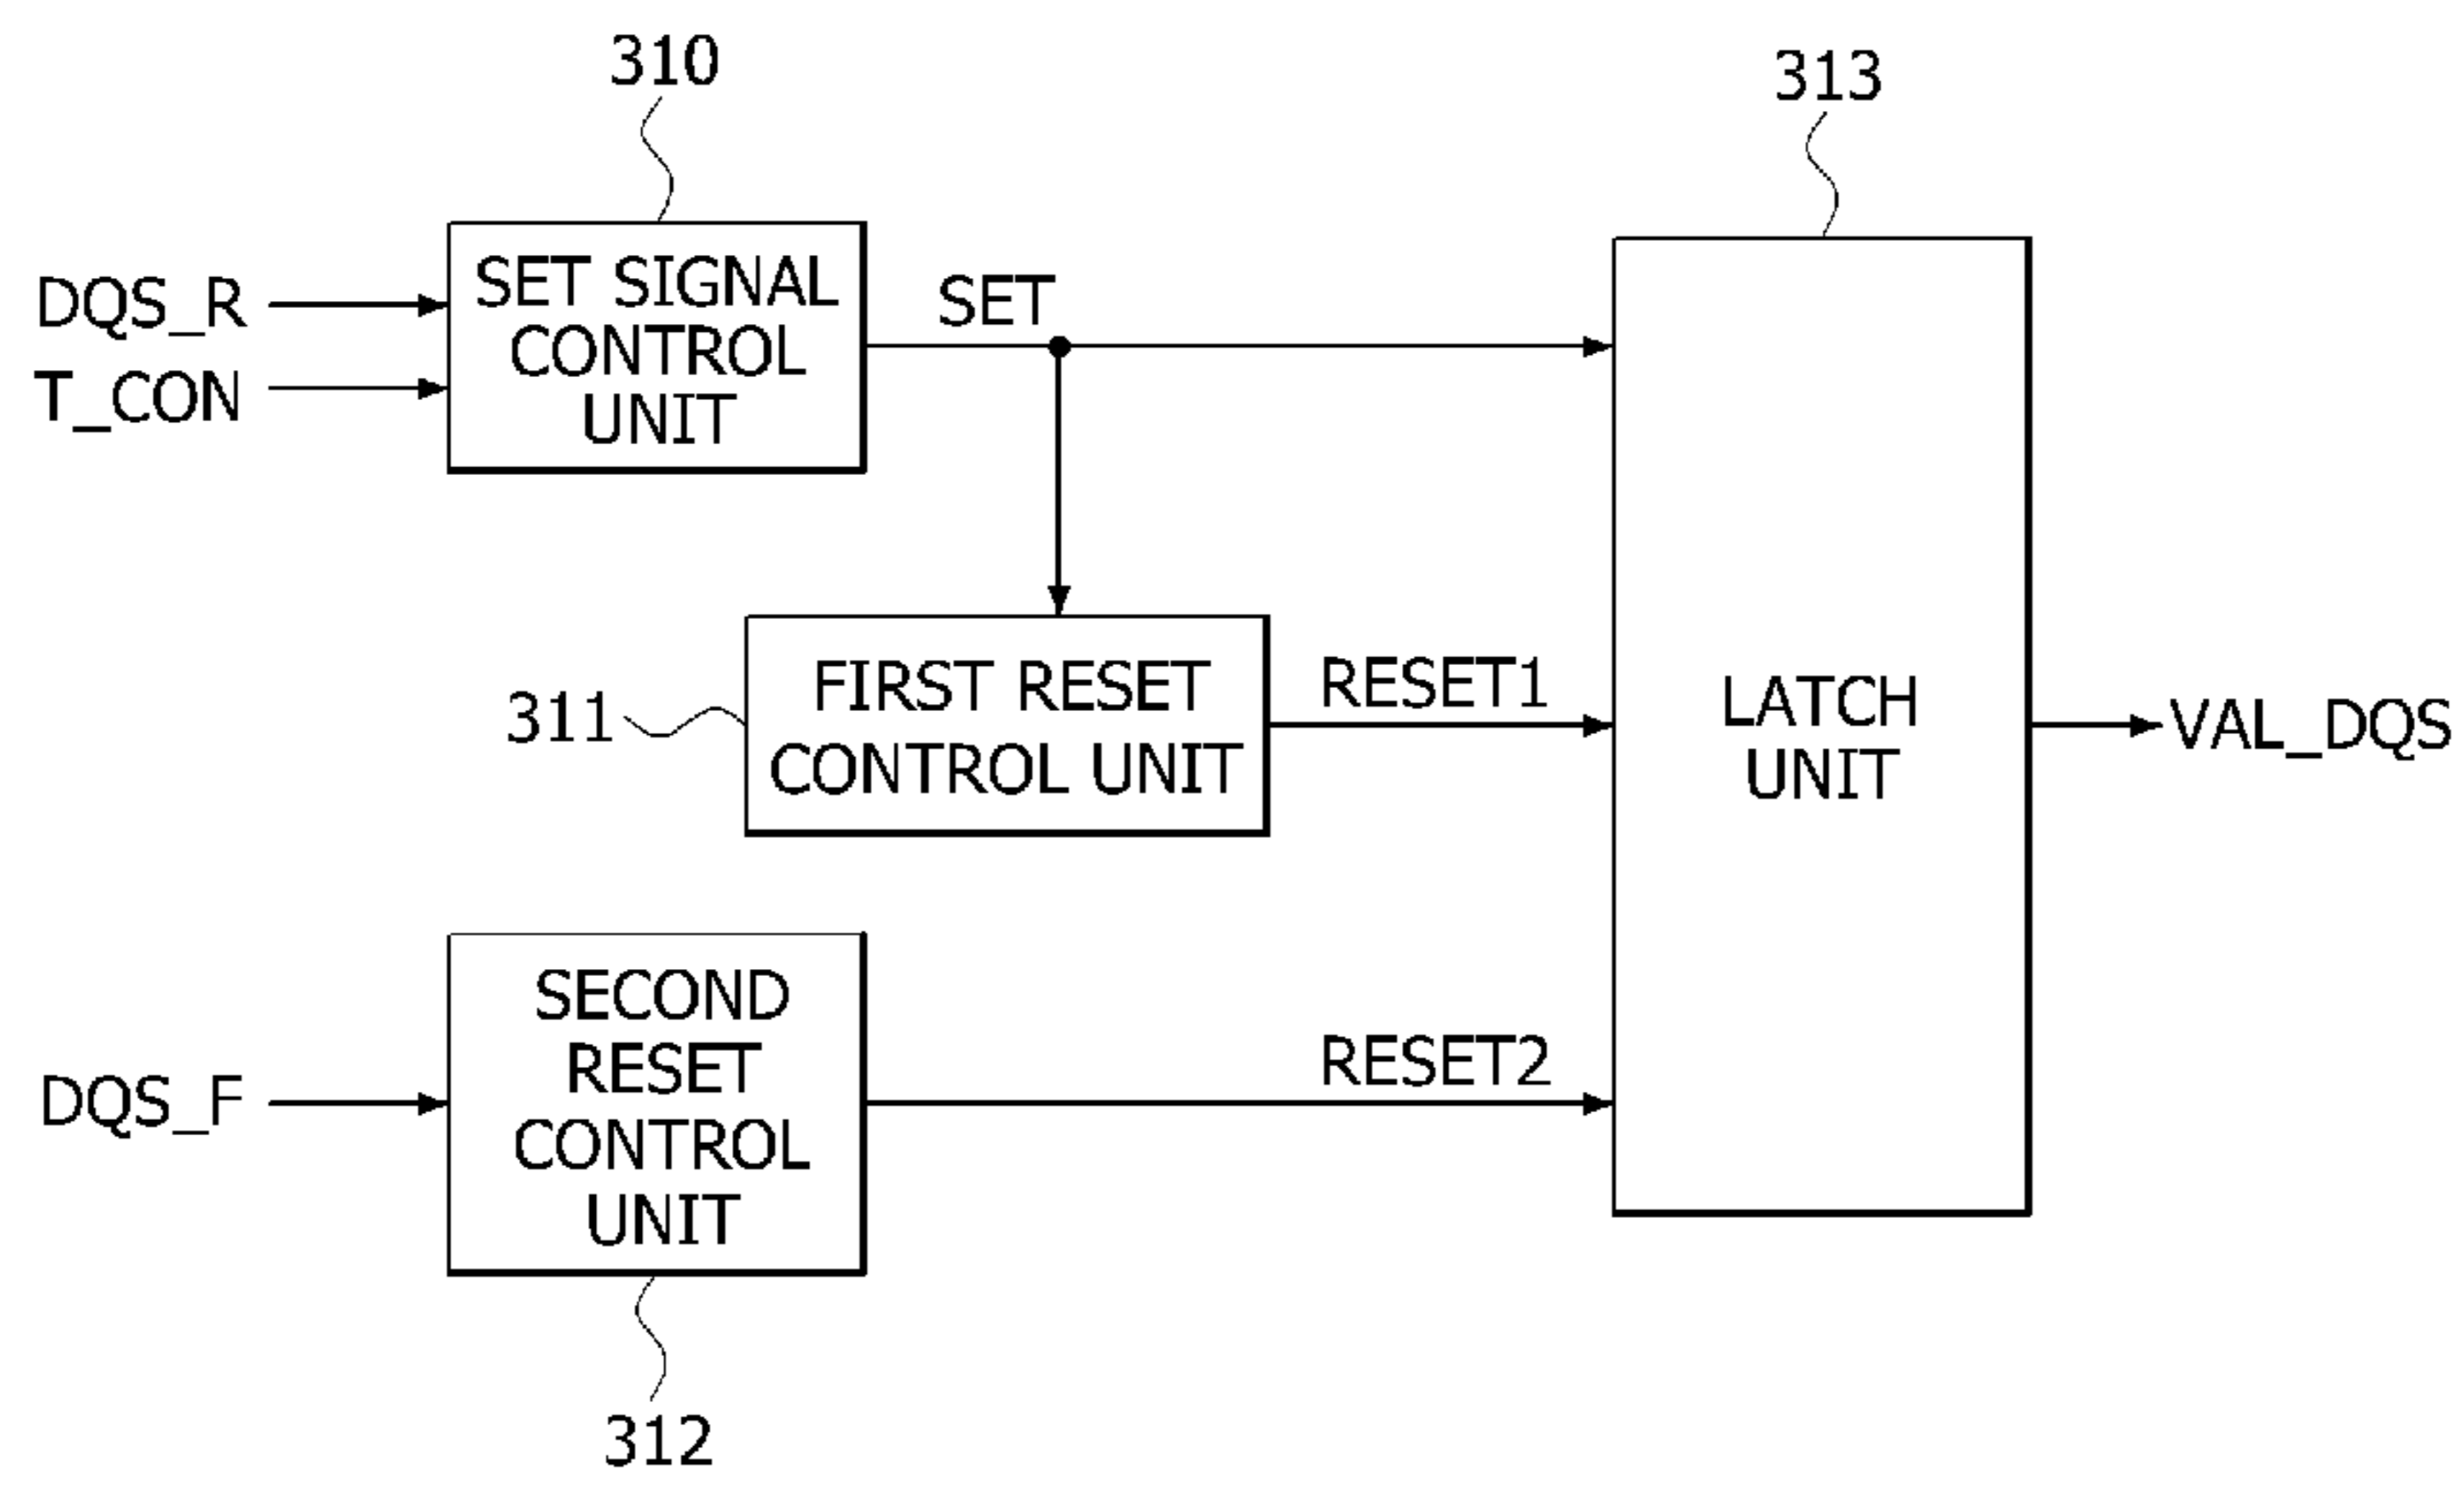 310
313
DQS_R
T_CON
SET SIGNAL
CONTROL
UNIT
SET
311
FIRST RESET
CONTROL UNIT
RESET1
LATCH
UNIT
VAL_DQS
DQS_F
SECOND
RESET
CONTROL
UNIT
RESET2
312